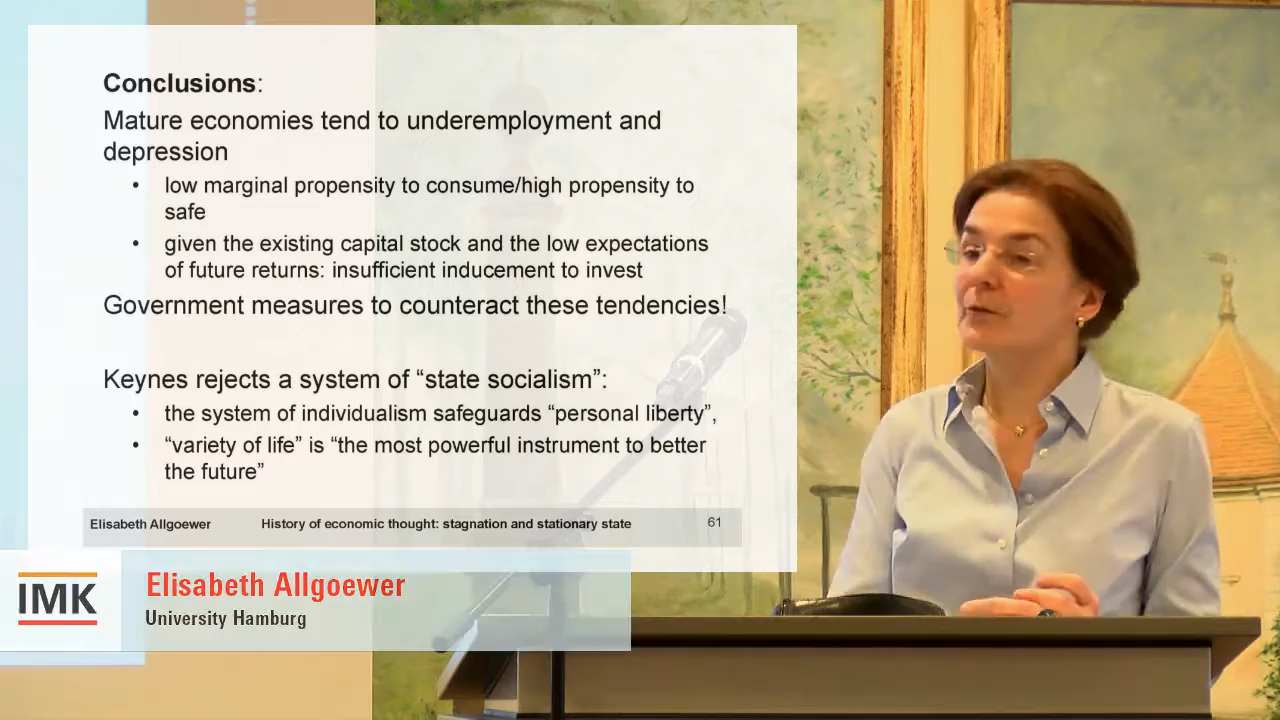 Conclusions:
Mature economies tend to underemployment and
depression
• low marginal propensity to consume/high propensity to
safe
• given the existing capital stock and the low expectations
of future returns: insufficient inducement to invest
Government measures to counteract these tendencies!
Keynes rejects a system of “state socialism”:
• the system of individualism safeguards “personal liberty”,
• “variety of life” is “the most powerful instrument to better
the future”
Elisabeth Allgoewer History of economic thought: stagnation and stationary state 61
IMK
Elisabeth Allgoewer
University Hamburg